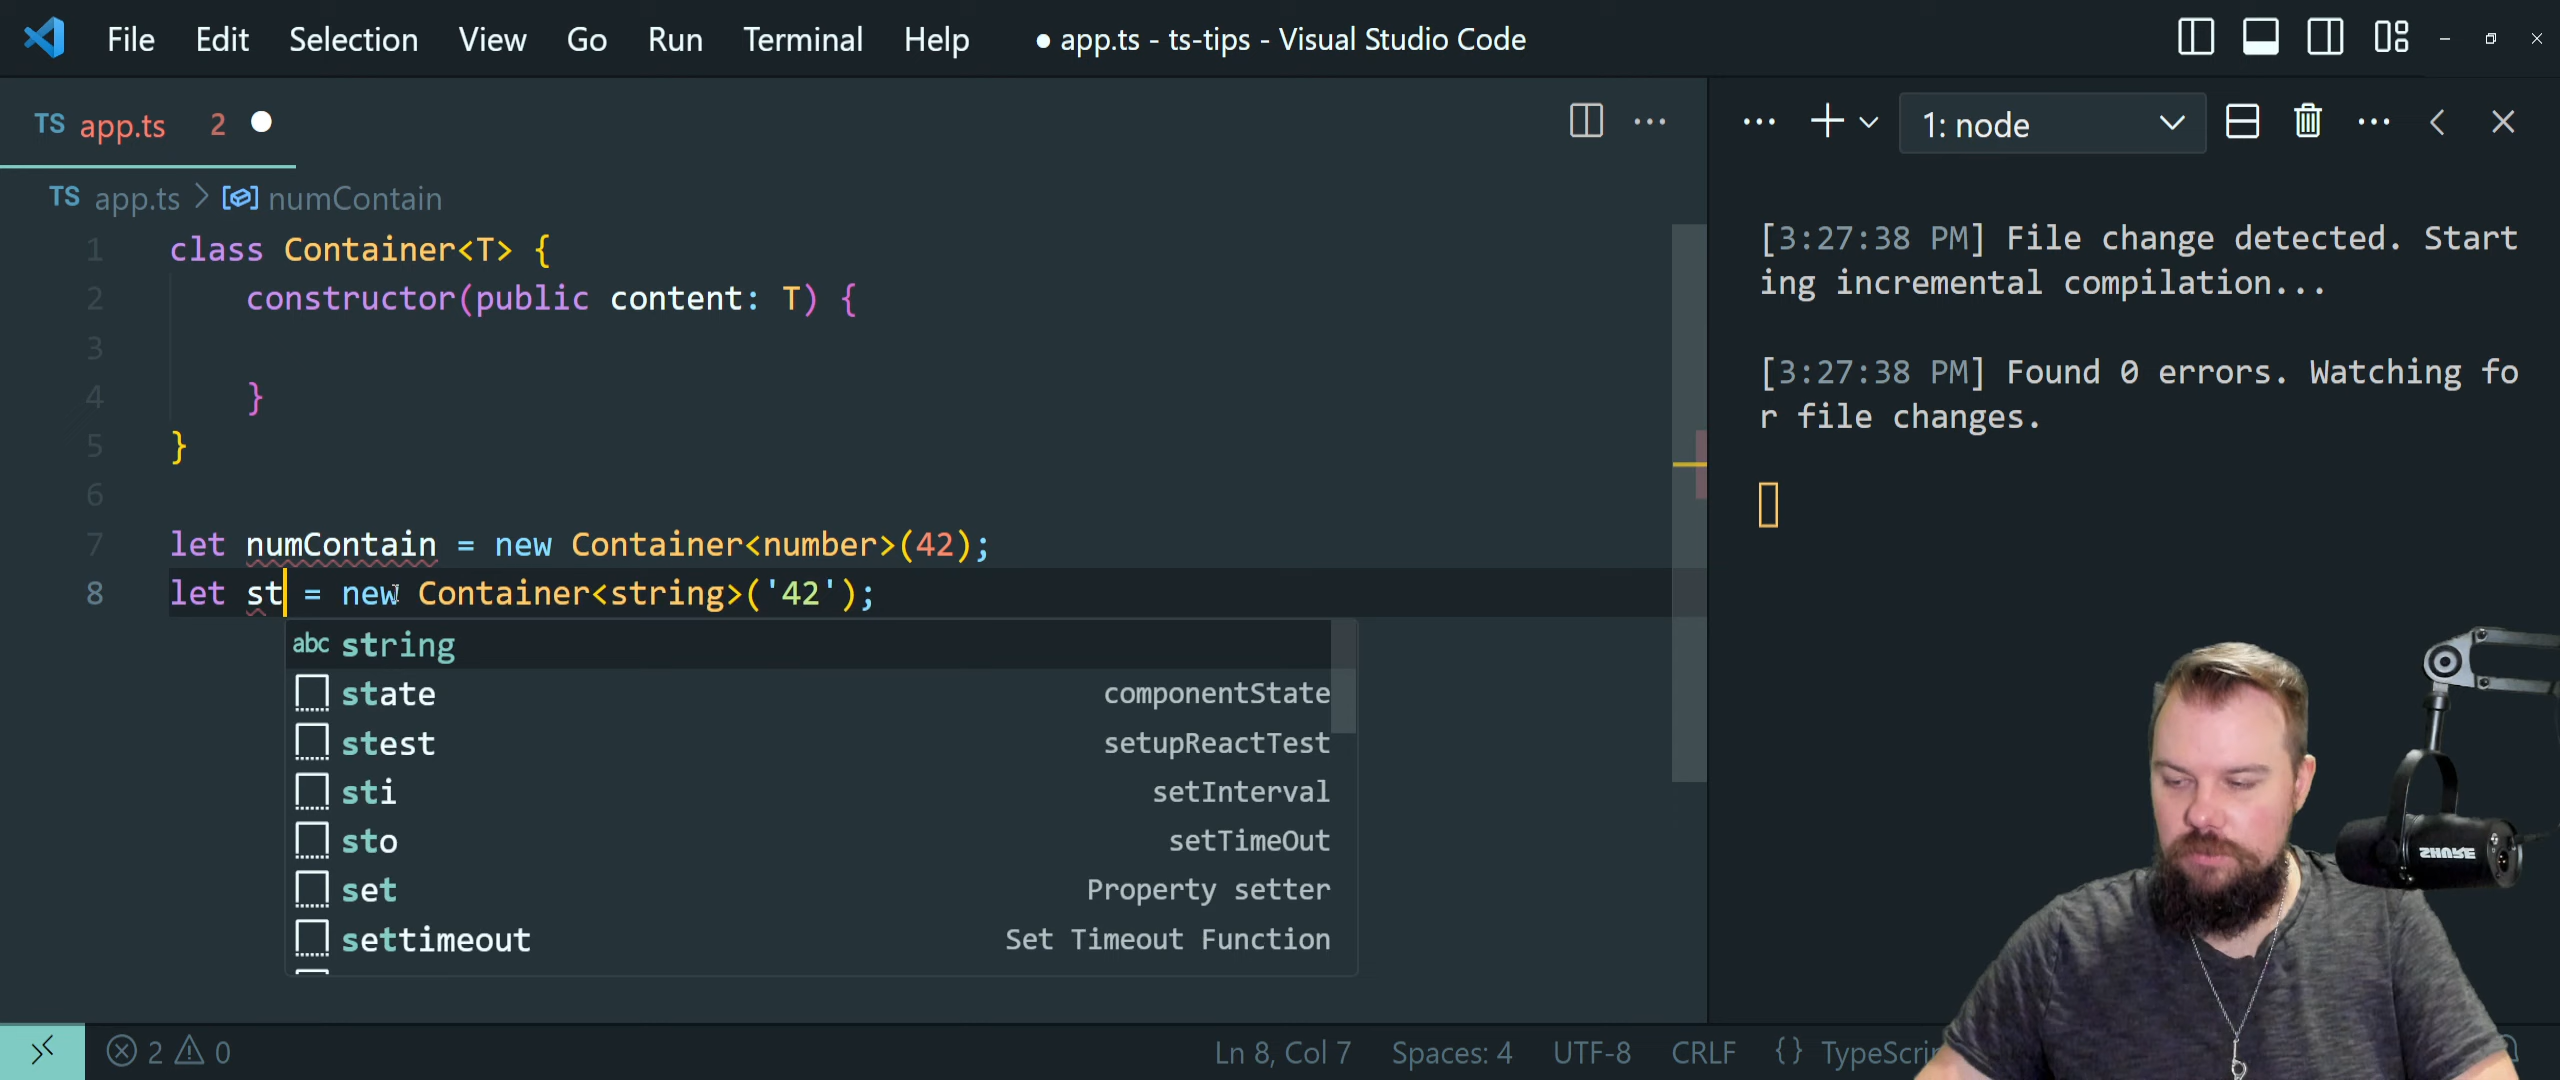 File Edit Selection View Go Run Terminal Help ● app.ts - ts-tips - Visual Studio Code
TS app.ts 2 ●
1: node
TS app.ts > numContain
1 class Container<T> {
2 constructor(public content: T) {
3
4 }
5 }
6
7 let numContain = new Container<number>(42);
8 let st = new Container<string>('42');
abc string
state componentState
stest setupReactTest
sti setInterval
sto setTimeOut
set Property setter
settimeout Set Timeout Function
[3:27:38 PM] File change detected. Start
ing incremental compilation...
[3:27:38 PM] Found 0 errors. Watching fo
r file changes.
SHURE
2 0 Ln 8, Col 7 Spaces: 4 UTF-8 CRLF {} TypeScrip